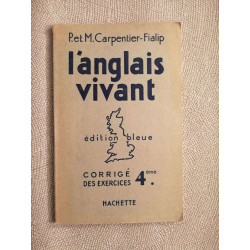 P. et M. Carpentier-Fialip
l'anglais
vivant
édition bleue
CORRIGÉ
DES EXERCICES 4ème.
HACHETTE